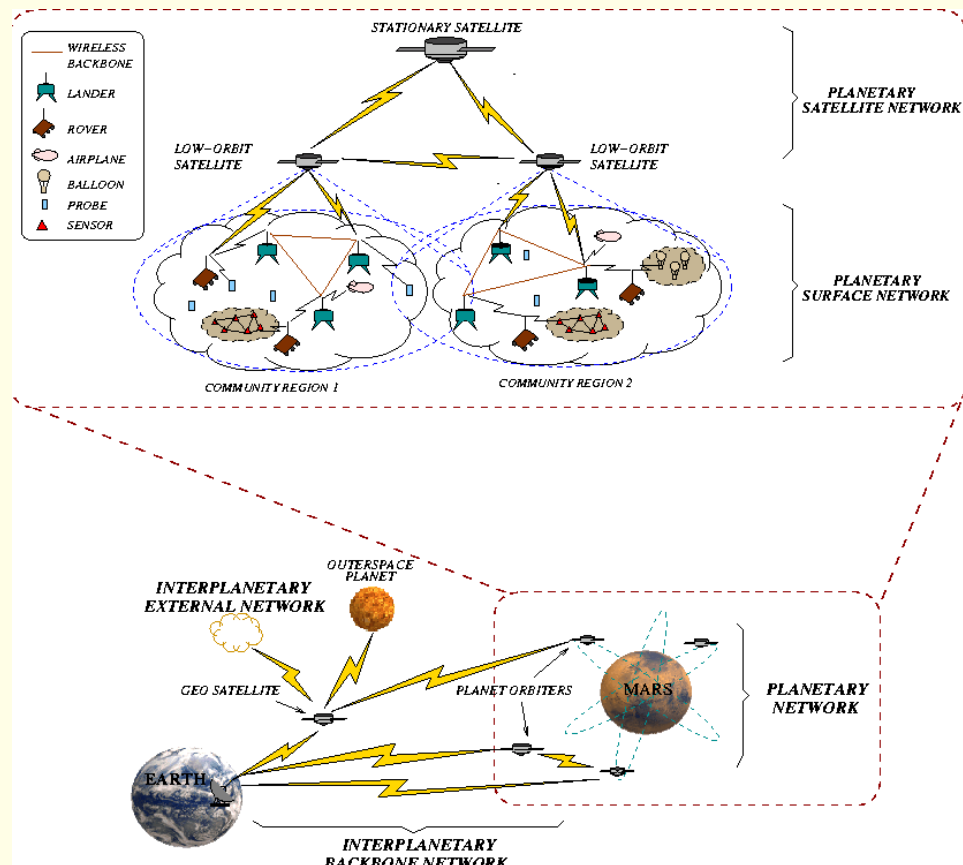 STATIONARY SATELLITE
WIRELESS
BACKBONE
LANDER
ROVER
AIRPLANE
BALLOON
PROBE
SENSOR
LOW-ORBIT
SATELLITE
LOW-ORBIT
SATELLITE
PLANETARY
SATELLITE NETWORK
PLANETARY
SURFACE NETWORK
COMMUNITY REGION 1
COMMUNITY REGION 2
OUTERSPACE
PLANET
INTERPLANETARY
EXTERNAL NETWORK
GEO SATELLITE
PLANET ORBITERS
MARS
PLANETARY
NETWORK
EARTH
INTERPLANETARY
BACKBONE NETWORK